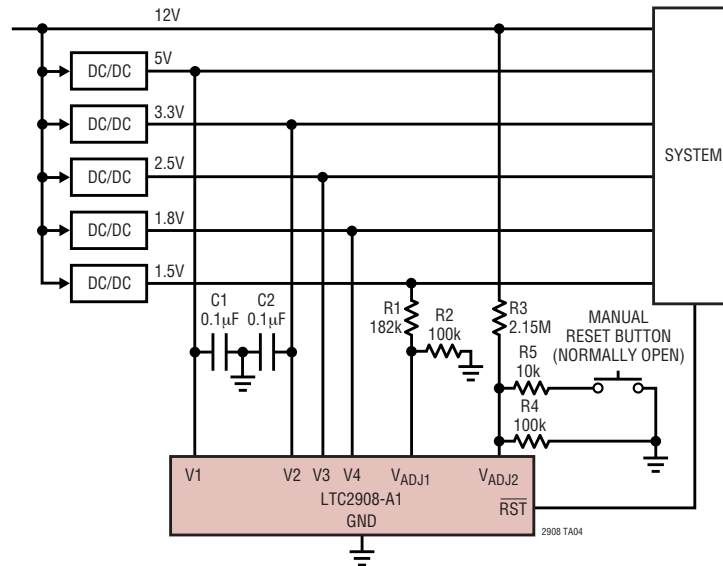 12V
5V
DC/DC
3.3V
DC/DC
2.5V
DC/DC
1.8V
DC/DC
1.5V
DC/DC
SYSTEM
C1
0.1μF
C2
0.1μF
R1
182k
R2
100k
R3
2.15M
MANUAL
RESET BUTTON
(NORMALLY OPEN)
R5
10k
R4
100k
V1
V2
V3
V4
VADJ1
VADJ2
LTC2908-A1
GND
RST
2908 TA04